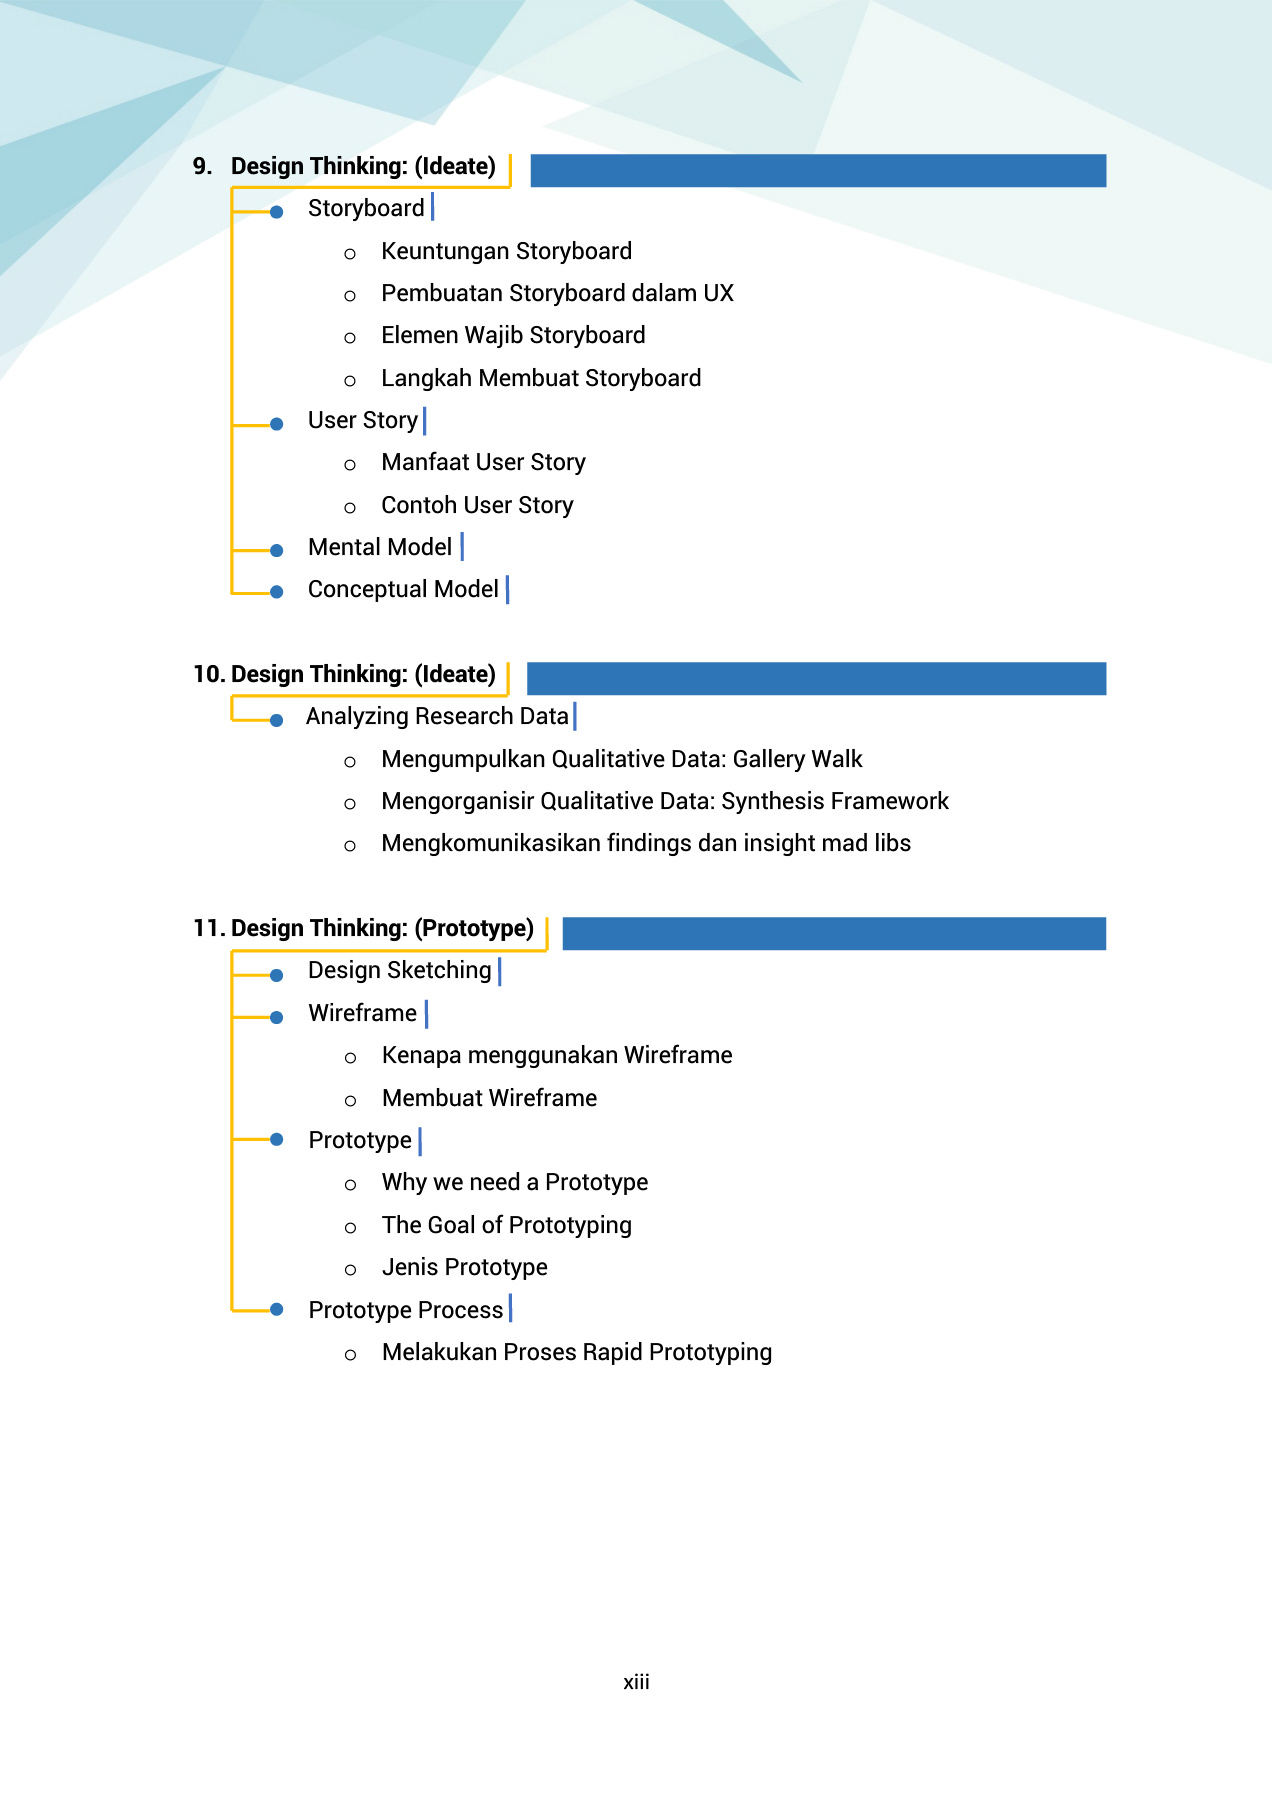 9. Design Thinking: (Ideate)
Storyboard
o Keuntungan Storyboard
o Pembuatan Storyboard dalam UX
o Elemen Wajib Storyboard
o Langkah Membuat Storyboard
User Story
o Manfaat User Story
o Contoh User Story
Mental Model
Conceptual Model
10. Design Thinking: (Ideate)
Analyzing Research Data
o Mengumpulkan Qualitative Data: Gallery Walk
o Mengorganisir Qualitative Data: Synthesis Framework
o Mengkomunikasikan findings dan insight mad libs
11. Design Thinking: (Prototype)
Design Sketching
Wireframe
o Kenapa menggunakan Wireframe
o Membuat Wireframe
Prototype
o Why we need a Prototype
o The Goal of Prototyping
o Jenis Prototype
Prototype Process
o Melakukan Proses Rapid Prototyping
xiii